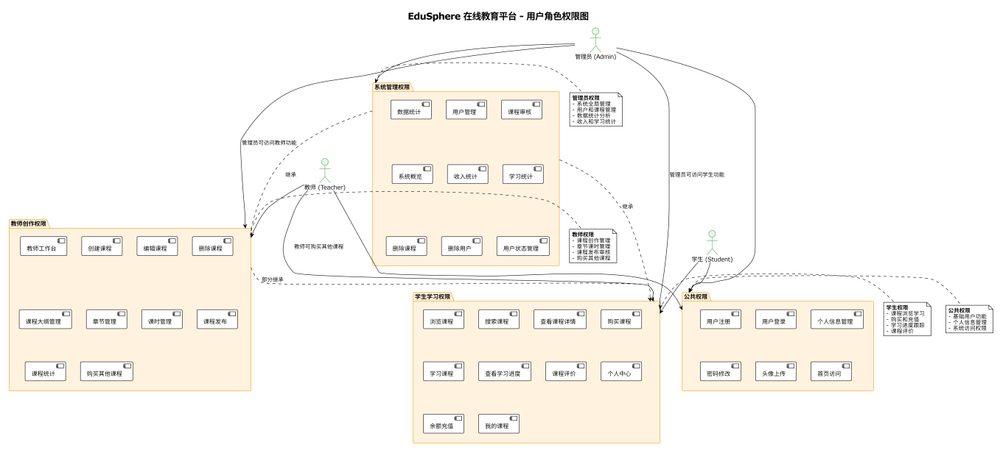 EduSphere 在线教育平台 - 用户角色权限图
管理员 (Admin)
系统管理权限
数据统计
用户管理
课程审核
系统概览
收入统计
学习统计
删除课程
删除用户
用户状态管理
管理员权限
- 系统全局管理
- 用户和课程管理
- 数据统计分析
- 收入和学习统计
管理员可访问教师功能
继承
教师 (Teacher)
管理员可访问学生功能
继承
教师创作权限
教师工作台
创建课程
编辑课程
删除课程
课程大纲管理
章节管理
课时管理
课程发布
课程统计
购买其他课程
教师可购买其他课程
教师权限
- 课程创作管理
- 章节课时管理
- 课程发布审核
- 购买其他课程
学生 (Student)
部分继承
学生学习权限
浏览课程
搜索课程
查看课程详情
购买课程
学习课程
查看学习进度
课程评价
个人中心
余额充值
我的课程
公共权限
用户注册
用户登录
个人信息管理
密码修改
头像上传
首页访问
学生权限
- 课程浏览学习
- 购买和充值
- 学习进度跟踪
- 课程评价
公共权限
- 基础用户功能
- 个人信息管理
- 系统访问权限